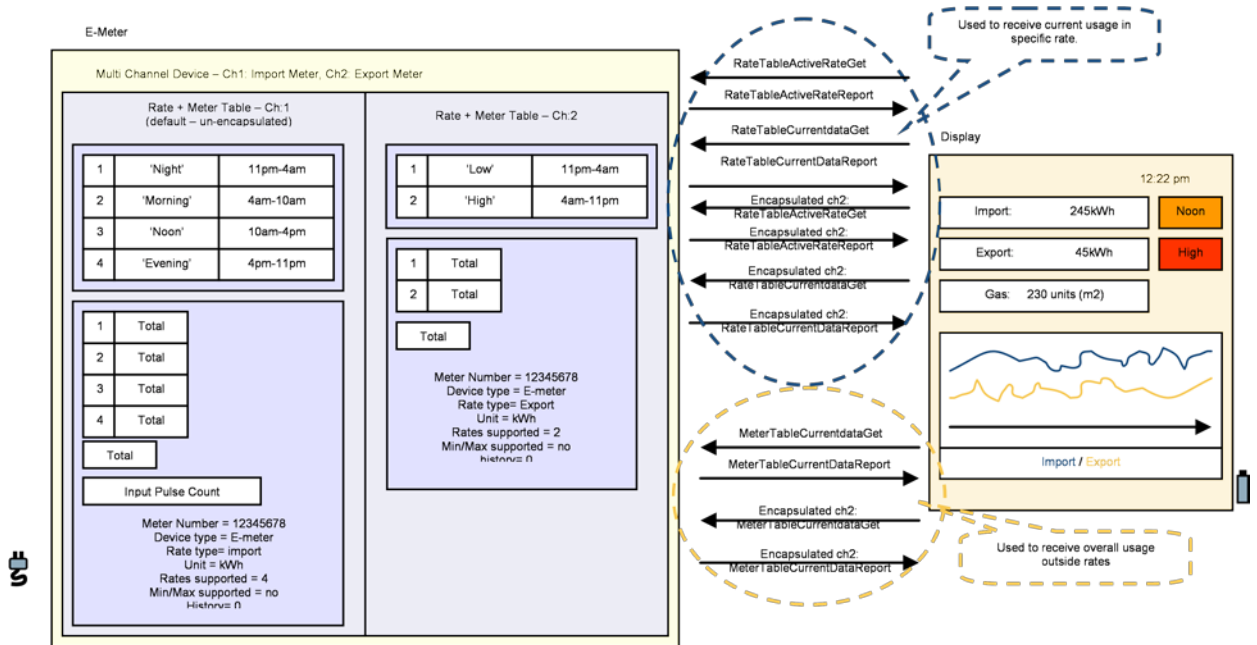 E-Meter
Multi Channel Device – Ch1: Import Meter, Ch2: Export Meter
Rate + Meter Table – Ch:1
(default – un-encapsulated)
1 'Night' 11pm-4am
2 'Morning' 4am-10am
3 'Noon' 10am-4pm
4 'Evening' 4pm-11pm
1 Total
2 Total
3 Total
4 Total
Total
Input Pulse Count
Meter Number = 12345678
Device type = E-meter
Rate type= import
Unit = kWh
Rates supported = 4
Min/Max supported = no
History= 0
Rate + Meter Table – Ch:2
1 'Low' 11pm-4am
2 'High' 4am-11pm
1 Total
2 Total
Total
Meter Number = 12345678
Device type = E-meter
Rate type= Export
Unit = kWh
Rates supported = 2
Min/Max supported = no
history= 0
RateTableActiveRateGet
RateTableActiveRateReport
RateTableCurrentdataGet
RateTableCurrentDataReport
Encapsulated ch2:
RateTableActiveRateGet
Encapsulated ch2:
RateTableActiveRateReport
Encapsulated ch2:
RateTableCurrentdataGet
Encapsulated ch2:
RateTableCurrentDataReport
MeterTableCurrentdataGet
MeterTableCurrentDataReport
Encapsulated ch2:
MeterTableCurrentdataGet
Encapsulated ch2:
MeterTableCurrentDataReport
Used to receive current usage in
specific rate.
Display
12:22 pm
Import: 245kWh Noon
Export: 45kWh High
Gas: 230 units (m2)
Import / Export
Used to receive overall usage
outside rates